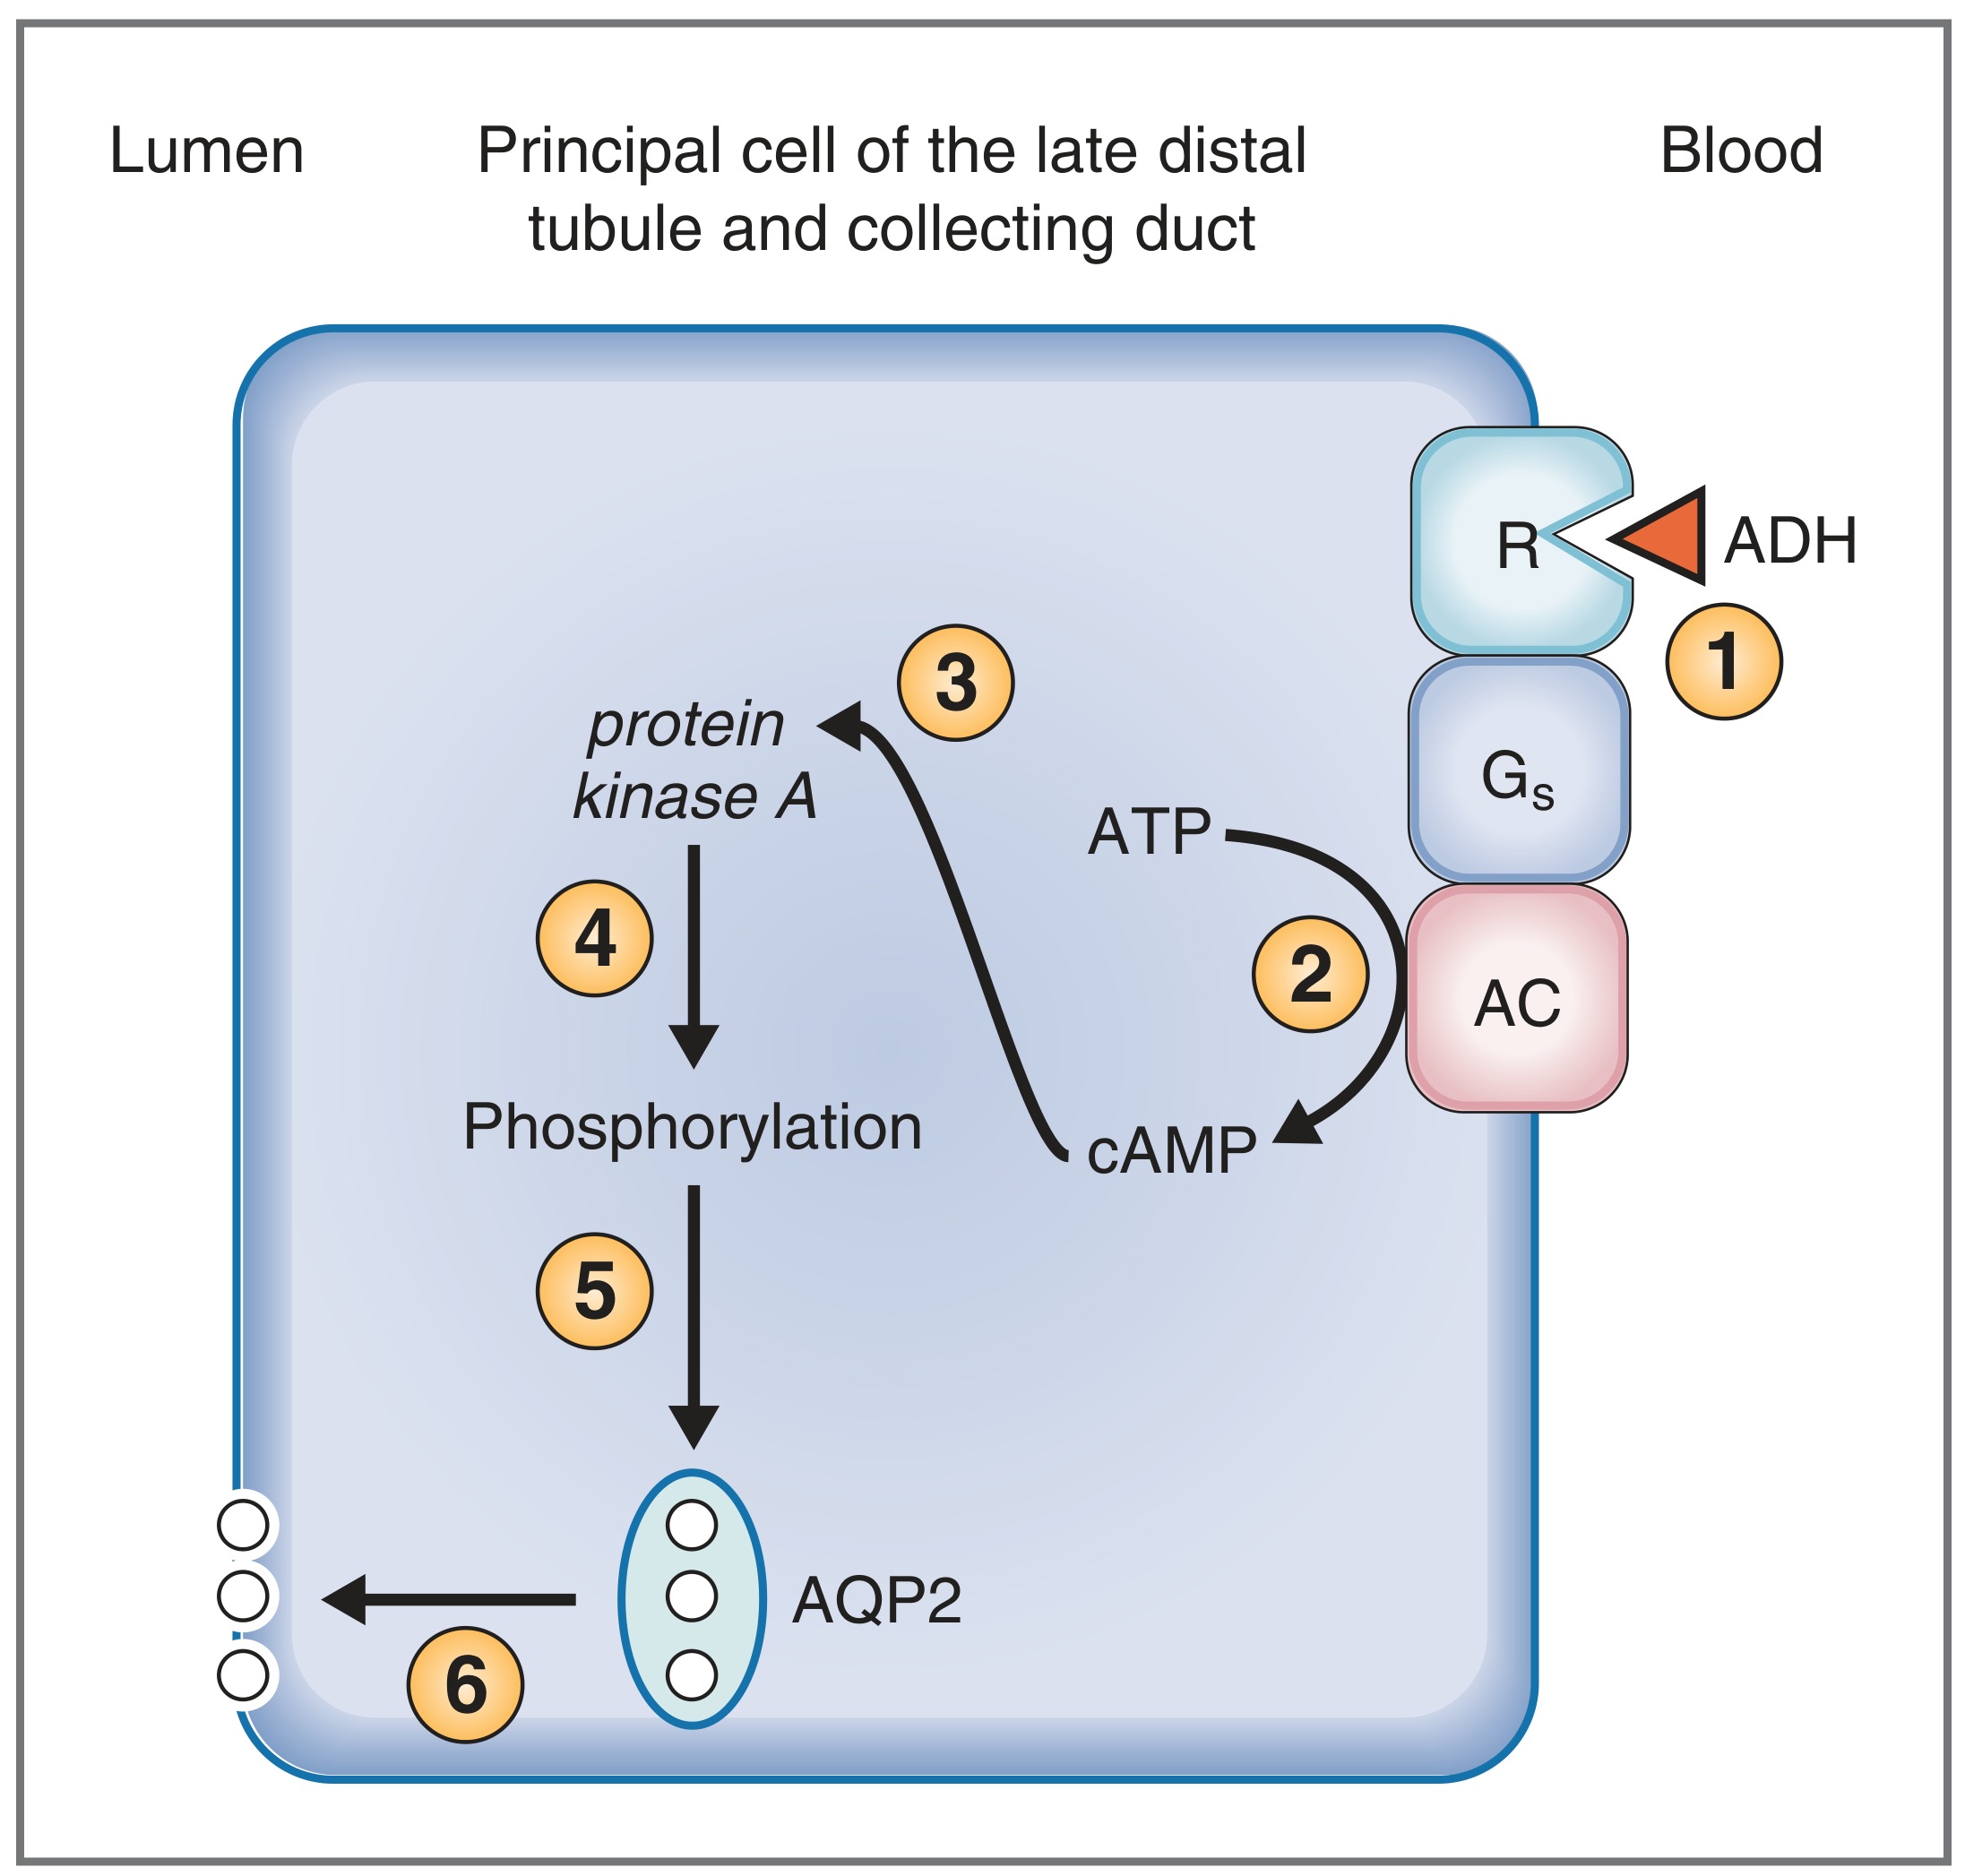 Lumen
Principal cell of the late distal
tubule and collecting duct
Blood
R
ADH
1
Gs
3
protein
kinase A
ATP
4
2
AC
Phosphorylation
cAMP
5
AQP2
6